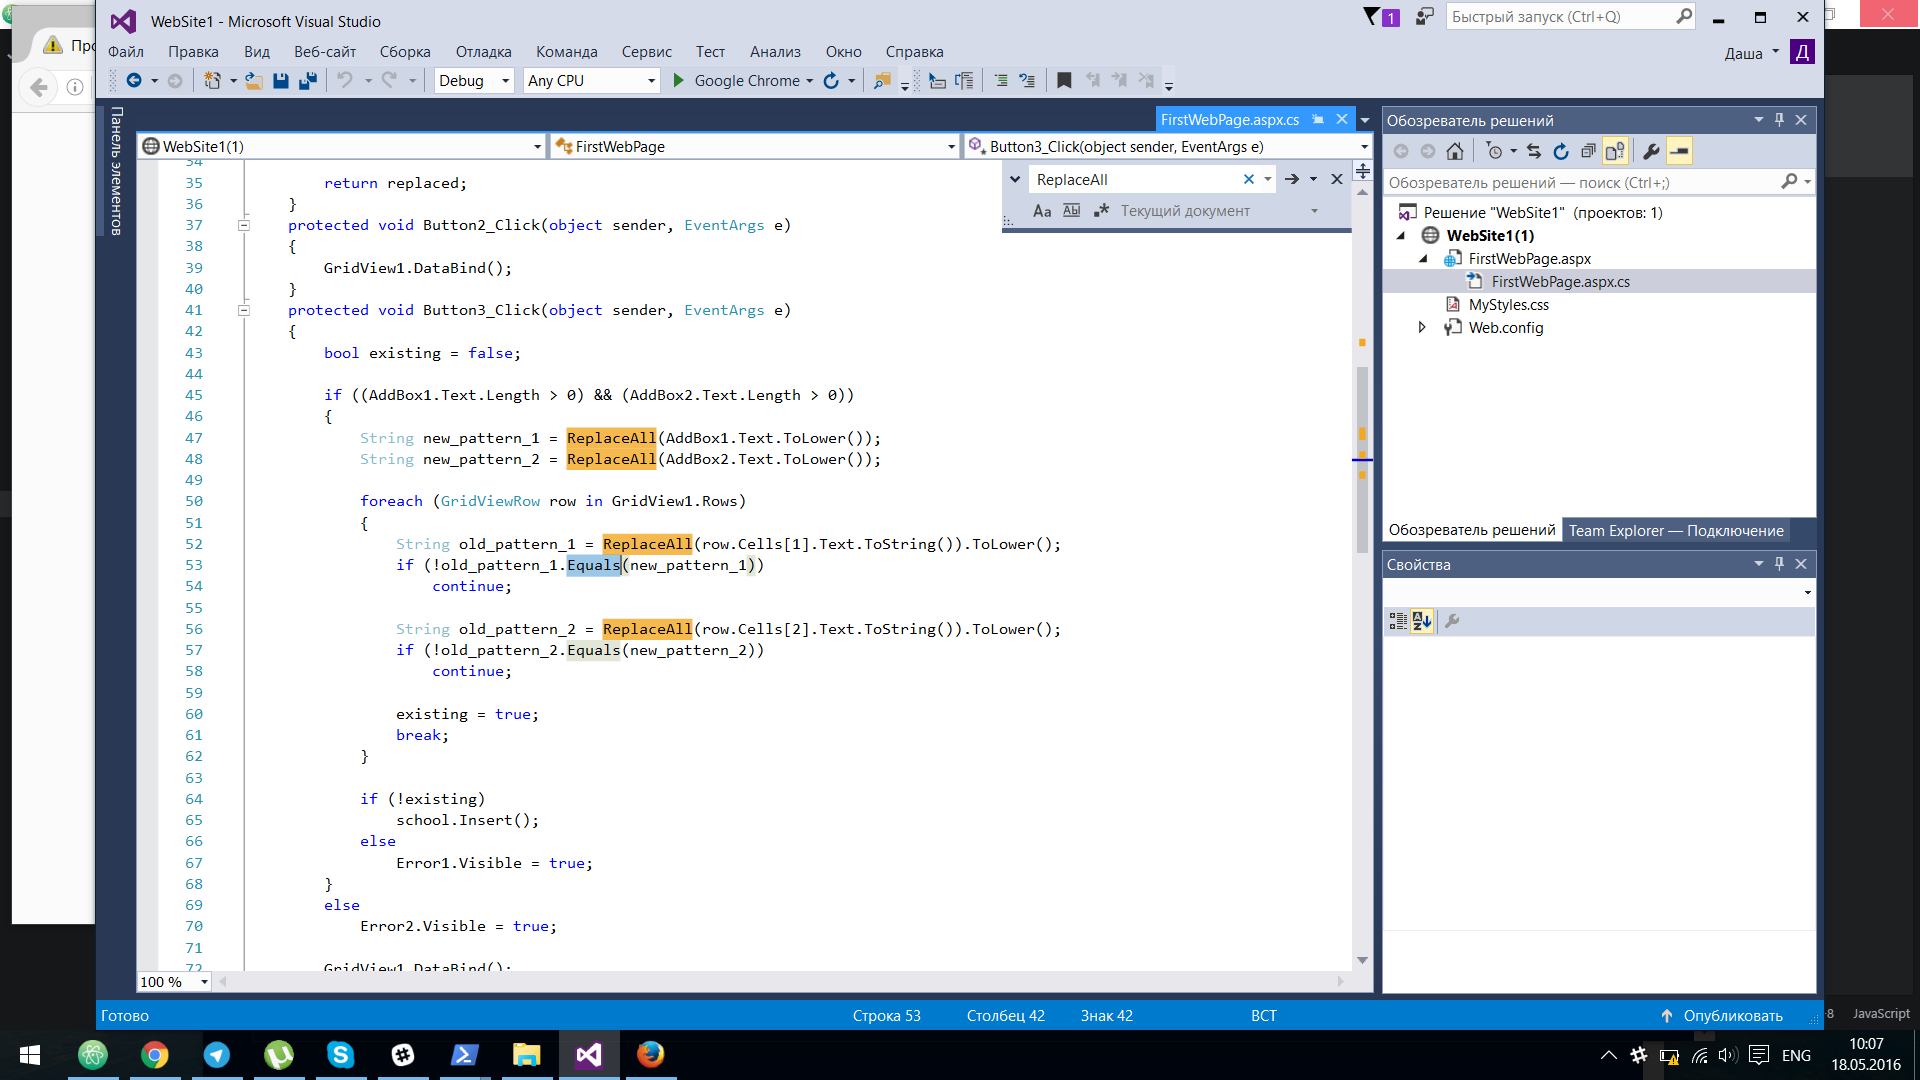 WebSite1 - Microsoft Visual Studio
1
Быстрый запуск (Ctrl+Q)
Файл Правка Вид Веб-сайт Сборка Отладка Команда Сервис Тест Анализ Окно Справка
Даша Д
Debug Any CPU Google Chrome
Панель элементов
FirstWebPage.aspx.cs
WebSite1(1) FirstWebPage Button3_Click(object sender, EventArgs e)
ReplaceAll
Aa Abl Текущий документ
34
35 return replaced;
36 }
37 protected void Button2_Click(object sender, EventArgs e)
38 {
39 GridView1.DataBind();
40 }
41 protected void Button3_Click(object sender, EventArgs e)
42 {
43 bool existing = false;
44
45 if ((AddBox1.Text.Length > 0) && (AddBox2.Text.Length > 0))
46 {
47 String new_pattern_1 = ReplaceAll(AddBox1.Text.ToLower());
48 String new_pattern_2 = ReplaceAll(AddBox2.Text.ToLower());
49
50 foreach (GridViewRow row in GridView1.Rows)
51 {
52 String old_pattern_1 = ReplaceAll(row.Cells[1].Text.ToString()).ToLower();
53 if (!old_pattern_1.Equals(new_pattern_1))
54 continue;
55
56 String old_pattern_2 = ReplaceAll(row.Cells[2].Text.ToString()).ToLower();
57 if (!old_pattern_2.Equals(new_pattern_2))
58 continue;
59
60 existing = true;
61 break;
62 }
63
64 if (!existing)
65 school.Insert();
66 else
67 Error1.Visible = true;
68 }
69 else
70 Error2.Visible = true;
71
72 GridView1.DataBind();
100 %
Обозреватель решений
Обозреватель решений — поиск (Ctrl+;)
Решение "WebSite1" (проектов: 1)
WebSite1(1)
FirstWebPage.aspx
FirstWebPage.aspx.cs
MyStyles.css
Web.config
Обозреватель решений Team Explorer — Подключение
Свойства
Готово Строка 53 Столбец 42 Знак 42 ВСТ Опубликовать
-8 JavaScript
ENG
10:07
18.05.2016